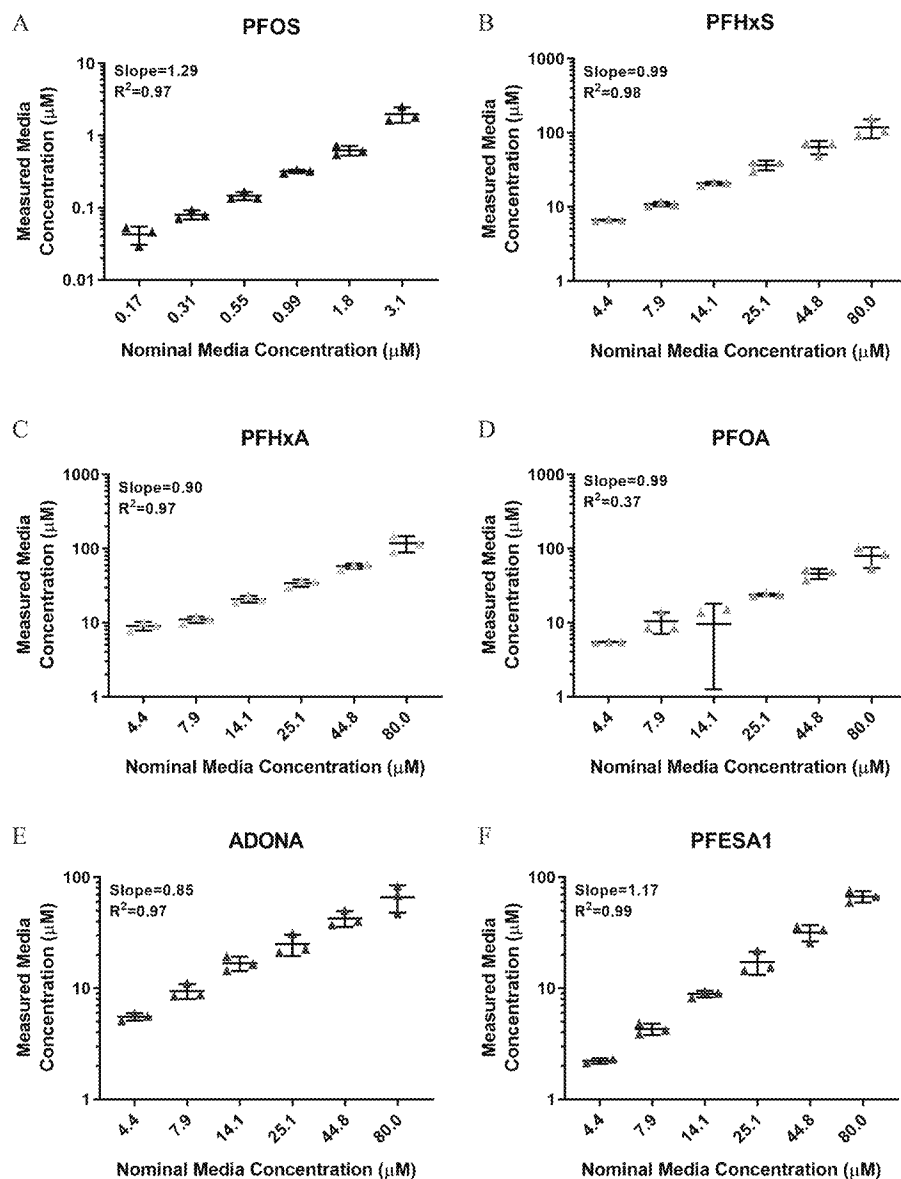 A
PFOS
Slope=1.29
R²=0.97
Measured Media
Concentration (μM)
10
1
0.1
0.01
0.17
0.31
0.55
0.99
1.8
3.1
Nominal Media Concentration (μM)
B
PFHxS
Slope=0.99
R²=0.98
Measured Media
Concentration (μM)
1000
100
10
1
4.4
7.9
14.1
25.1
44.8
80.0
Nominal Media Concentration (μM)
C
PFHxA
Slope=0.90
R²=0.97
Measured Media
Concentration (μM)
1000
100
10
1
4.4
7.9
14.1
25.1
44.8
80.0
Nominal Media Concentration (μM)
D
PFOA
Slope=0.99
R²=0.37
Measured Media
Concentration (μM)
1000
100
10
1
4.4
7.9
14.1
25.1
44.8
80.0
Nominal Media Concentration (μM)
E
ADONA
Slope=0.85
R²=0.97
Measured Media
Concentration (μM)
100
10
1
4.4
7.9
14.1
25.1
44.8
80.0
Nominal Media Concentration (μM)
F
PFESA1
Slope=1.17
R²=0.99
Measured Media
Concentration (μM)
100
10
1
4.4
7.9
14.1
25.1
44.8
80.0
Nominal Media Concentration (μM)